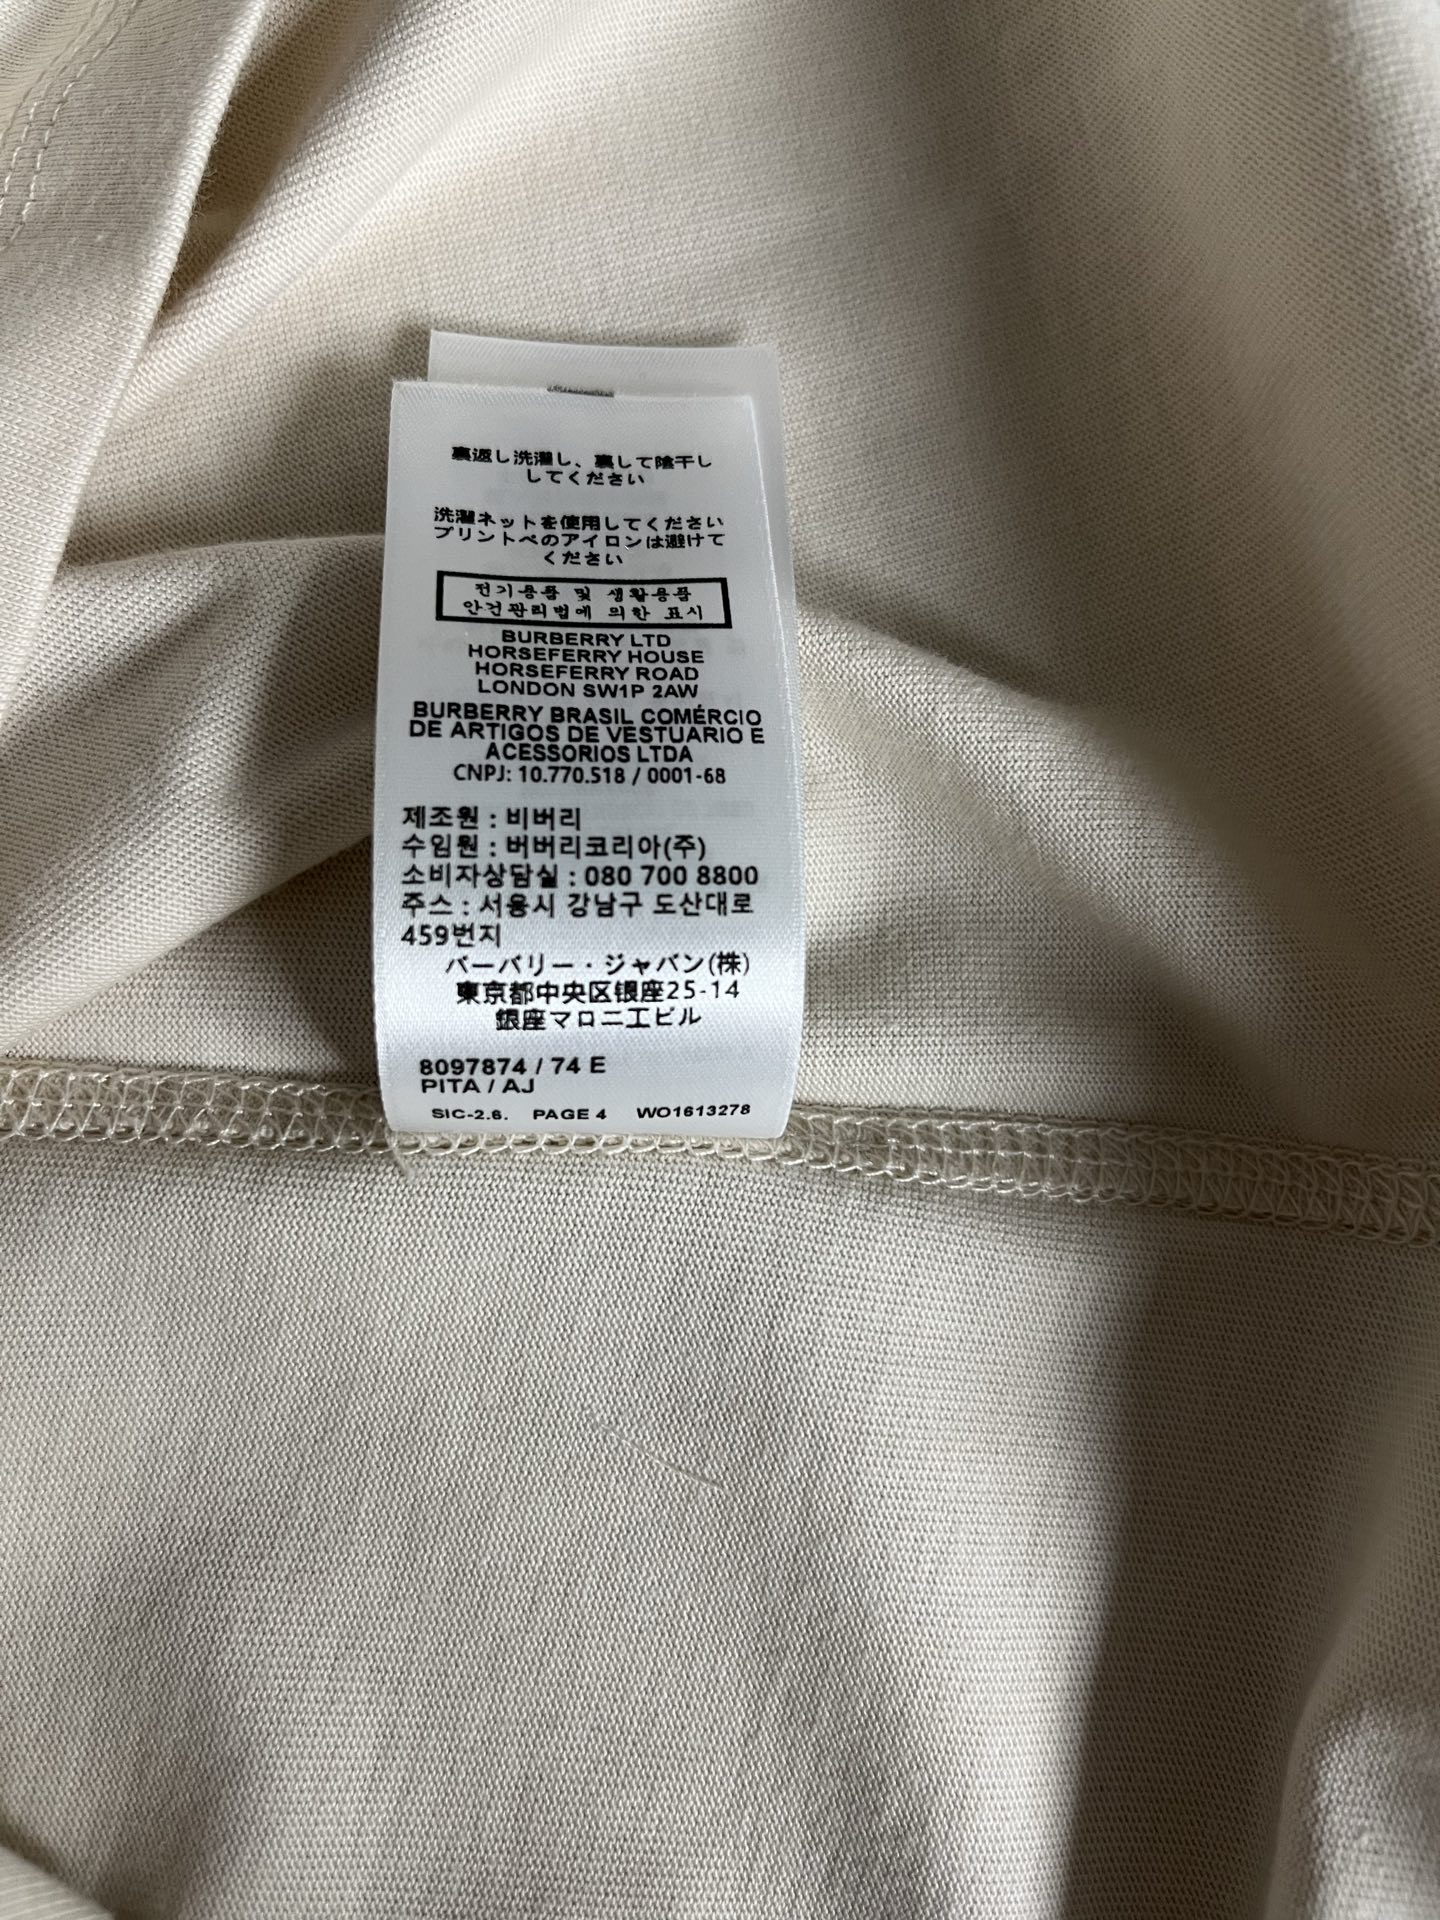 裏返し洗濯し、裏して陰干し
してください
洗濯ネットを使用してください
プリントペのアイロンは避けて
ください
전기용품 및 생활용품
안건관리법에 의한 표시
BURBERRY LTD
HORSEFERRY HOUSE
HORSEFERRY ROAD
LONDON SW1P 2AW
BURBERRY BRASIL COMÉRCIO
DE ARTIGOS DE VESTUARIO E
ACESSORIOS LTDA
CNPJ: 10.770.518 / 0001-68
제조원 : 비버리
수임원 : 버버리코리아(주)
소비자상담실 : 080 700 8800
주스 : 서용시 강남구 도산대로
459번지
バーバリー・ジャバン(株)
東京都中央区银座25-14
銀座マロニエビル
8097874 / 74 E
PITA / AJ
SIC-2.6. PAGE 4 WO1613278